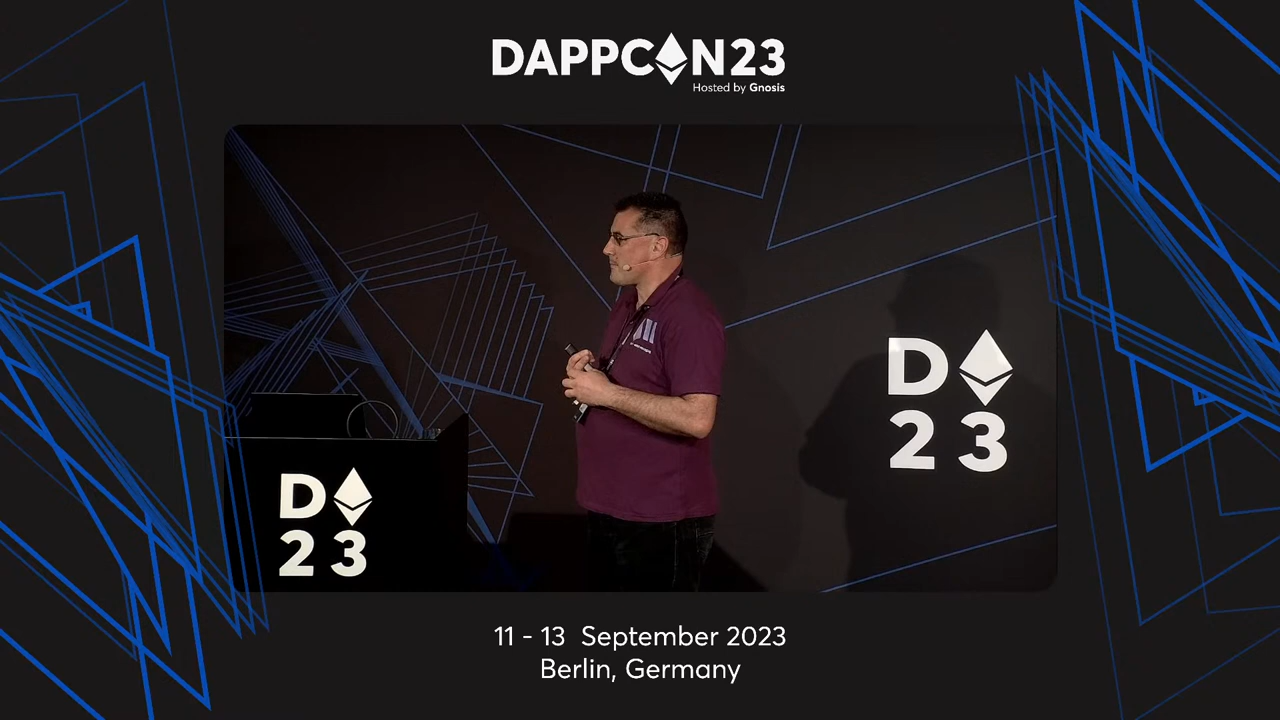 DAPPCON23
Hosted by Gnosis
D
23
D
23
11 - 13 September 2023
Berlin, Germany